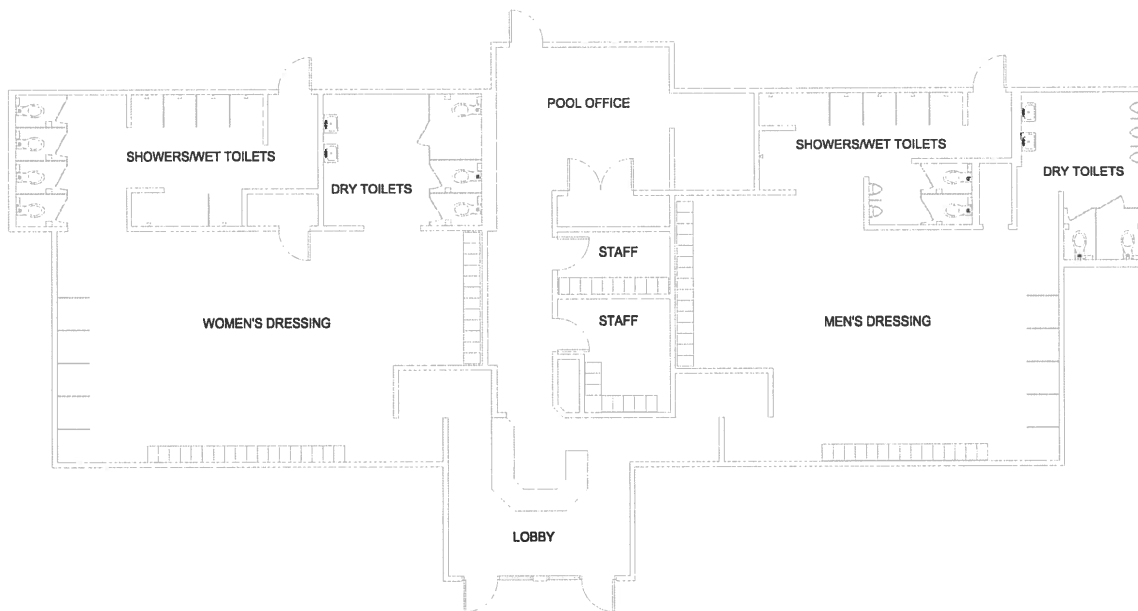 POOL OFFICE
SHOWERS/WET TOILETS
SHOWERS/WET TOILETS
DRY TOILETS
DRY TOILETS
STAFF
STAFF
WOMEN'S DRESSING
MEN'S DRESSING
LOBBY